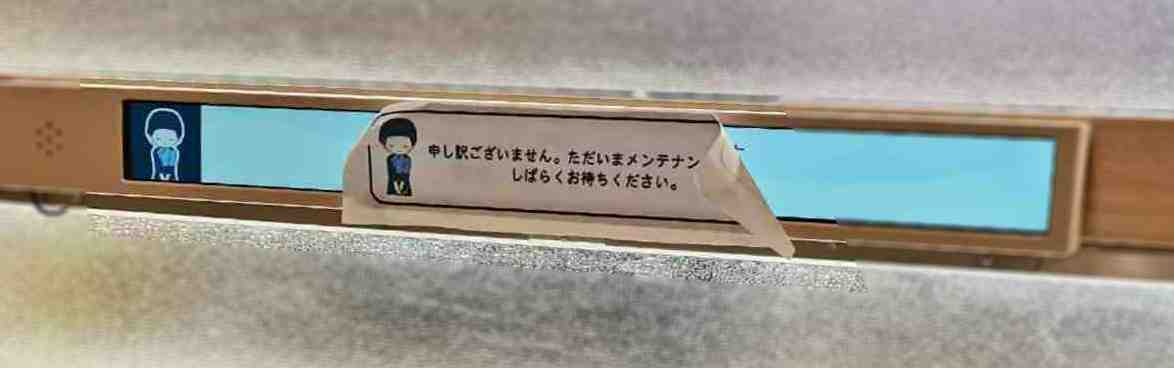 申し訳ございません。ただいまメンテナン
しばらくお待ちください。